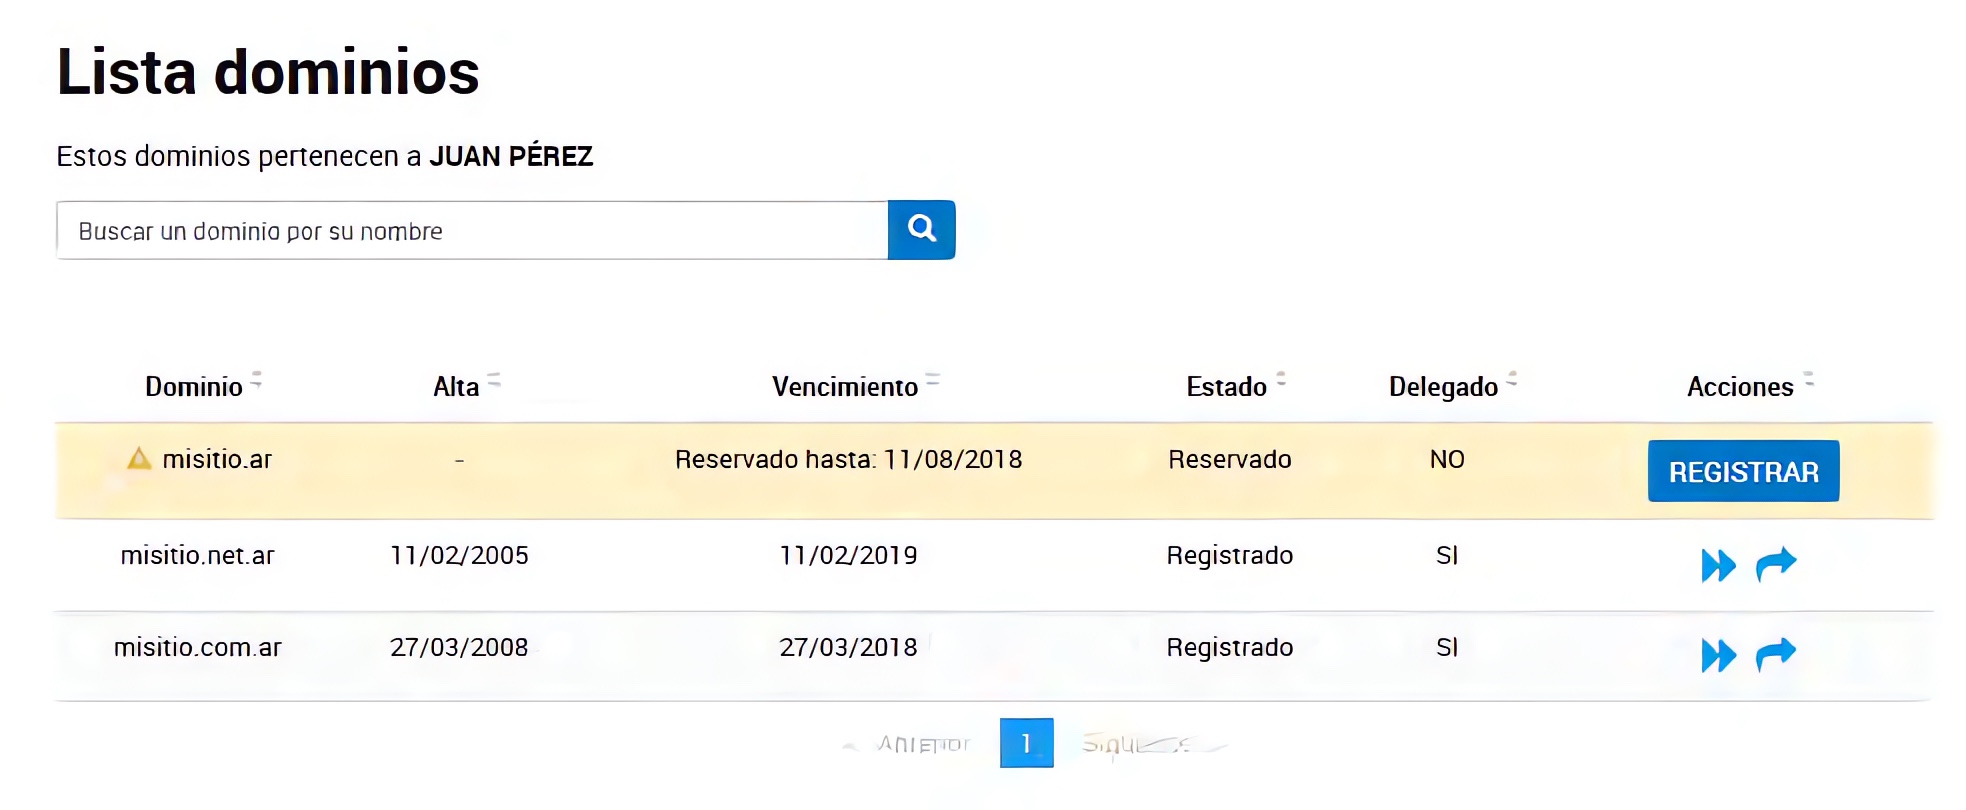 Lista dominios
Estos dominios pertenecen a JUAN PÉREZ
Buscar un dominio por su nombre
Dominio Alta Vencimiento Estado Delegado Acciones
misitio.ar - Reservado hasta: 11/08/2018 Reservado NO REGISTRAR
misitio.net.ar 11/02/2005 11/02/2019 Registrado SÍ
misitio.com.ar 27/03/2008 27/03/2018 Registrado SÍ
1